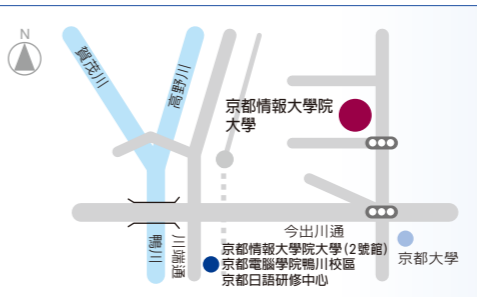 N
賀茂川
高野川
京都情報大學院
大學
今出川通
鴨川
川端通
京都情報大學院大學(2號館)
京都電腦學院鴨川校區
京都日語研修中心
京都大學